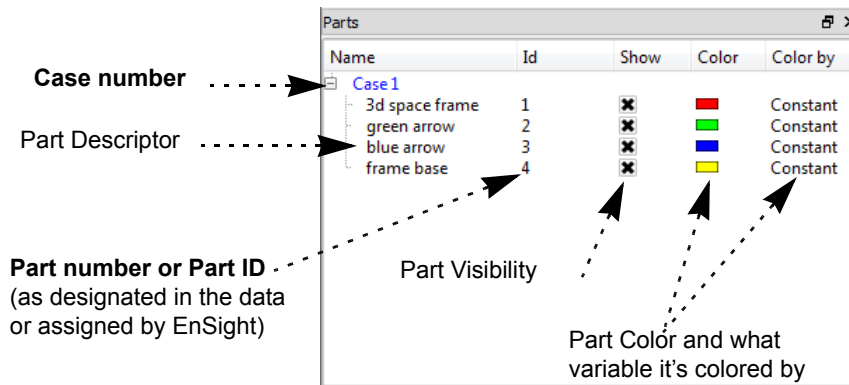 Parts
Name Id Show Color Color by
Case number
Case 1
3d space frame 1 Constant
green arrow 2 Constant
Part Descriptor
blue arrow 3 Constant
frame base 4 Constant
Part number or Part ID
(as designated in the data
or assigned by EnSight)
Part Visibility
Part Color and what
variable it's colored by